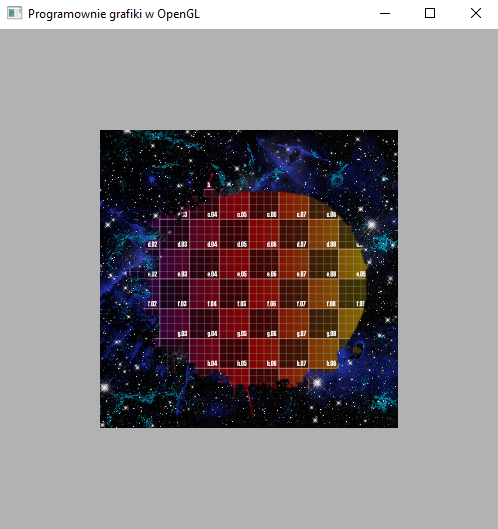 Programownie grafiki w OpenGL
c.04 c.05 c.06 c.07 c.08
d.02 d.03 d.04 d.05 d.06 d.07 d.08
e.02 e.03 e.04 e.05 e.06 e.07 e.08
f.02 f.03 f.04 f.05 f.06 f.07 f.08
g.03 g.04 g.05 g.06 g.07 g.08
h.04 h.05 h.06 h.07 h.08